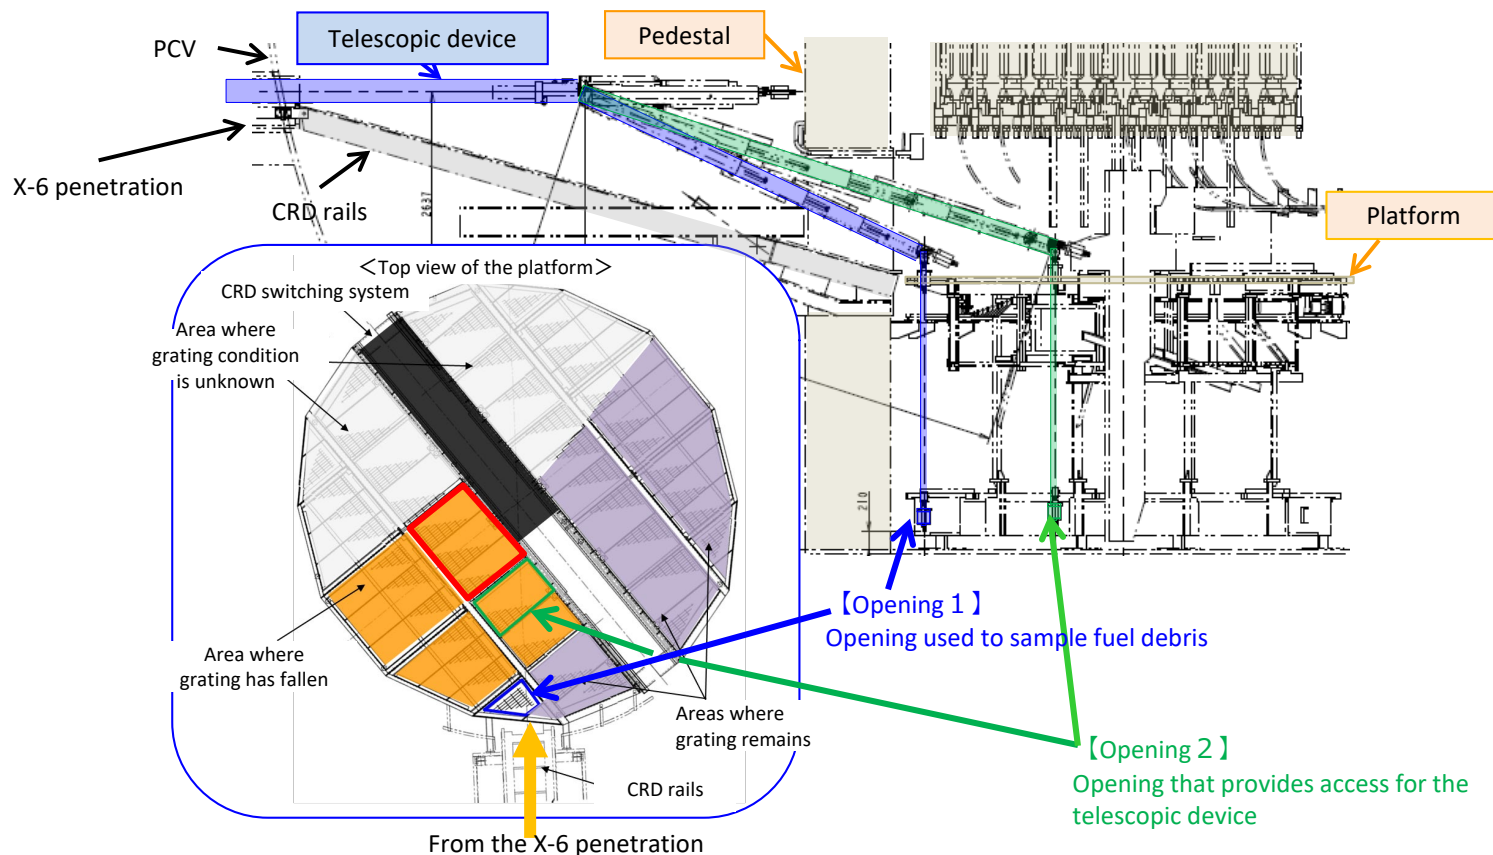 PCV
Telescopic device
Pedestal
X-6 penetration
CRD rails
2637
Platform
<Top view of the platform>
CRD switching system
Area where
grating condition
is unknown
210
【Opening 1】
Opening used to sample fuel debris
Area where
grating has fallen
Areas where
grating remains
【Opening 2】
Opening that provides access for the
telescopic device
CRD rails
From the X-6 penetration